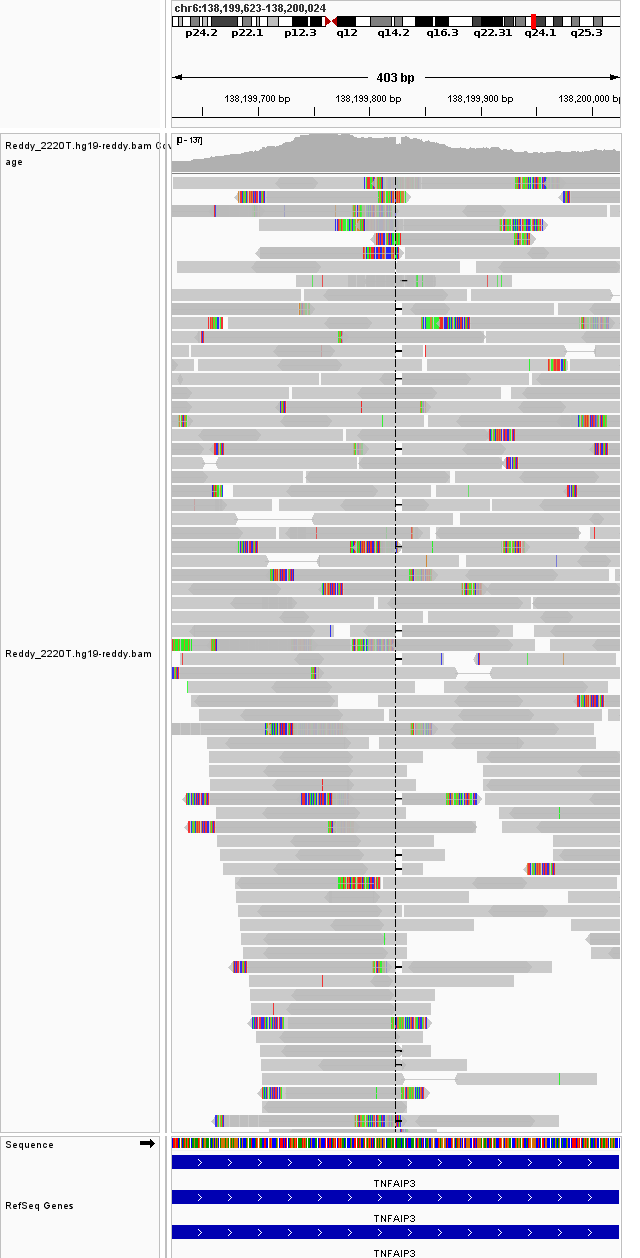 chr6:138,199,623-138,200,024
p24.2 p22.1 p12.3 q12 q14.2 q16.3 q22.31 q24.1 q25.3
403 bp
138,199,700 bp 138,199,800 bp 138,199,900 bp 138,200,000 bp
[0 - 137]
Reddy_2220T.hg19-reddy.bam Cov
age
Reddy_2220T.hg19-reddy.bam
Sequence
TNFAIP3
RefSeq Genes
TNFAIP3
TNFAIP3